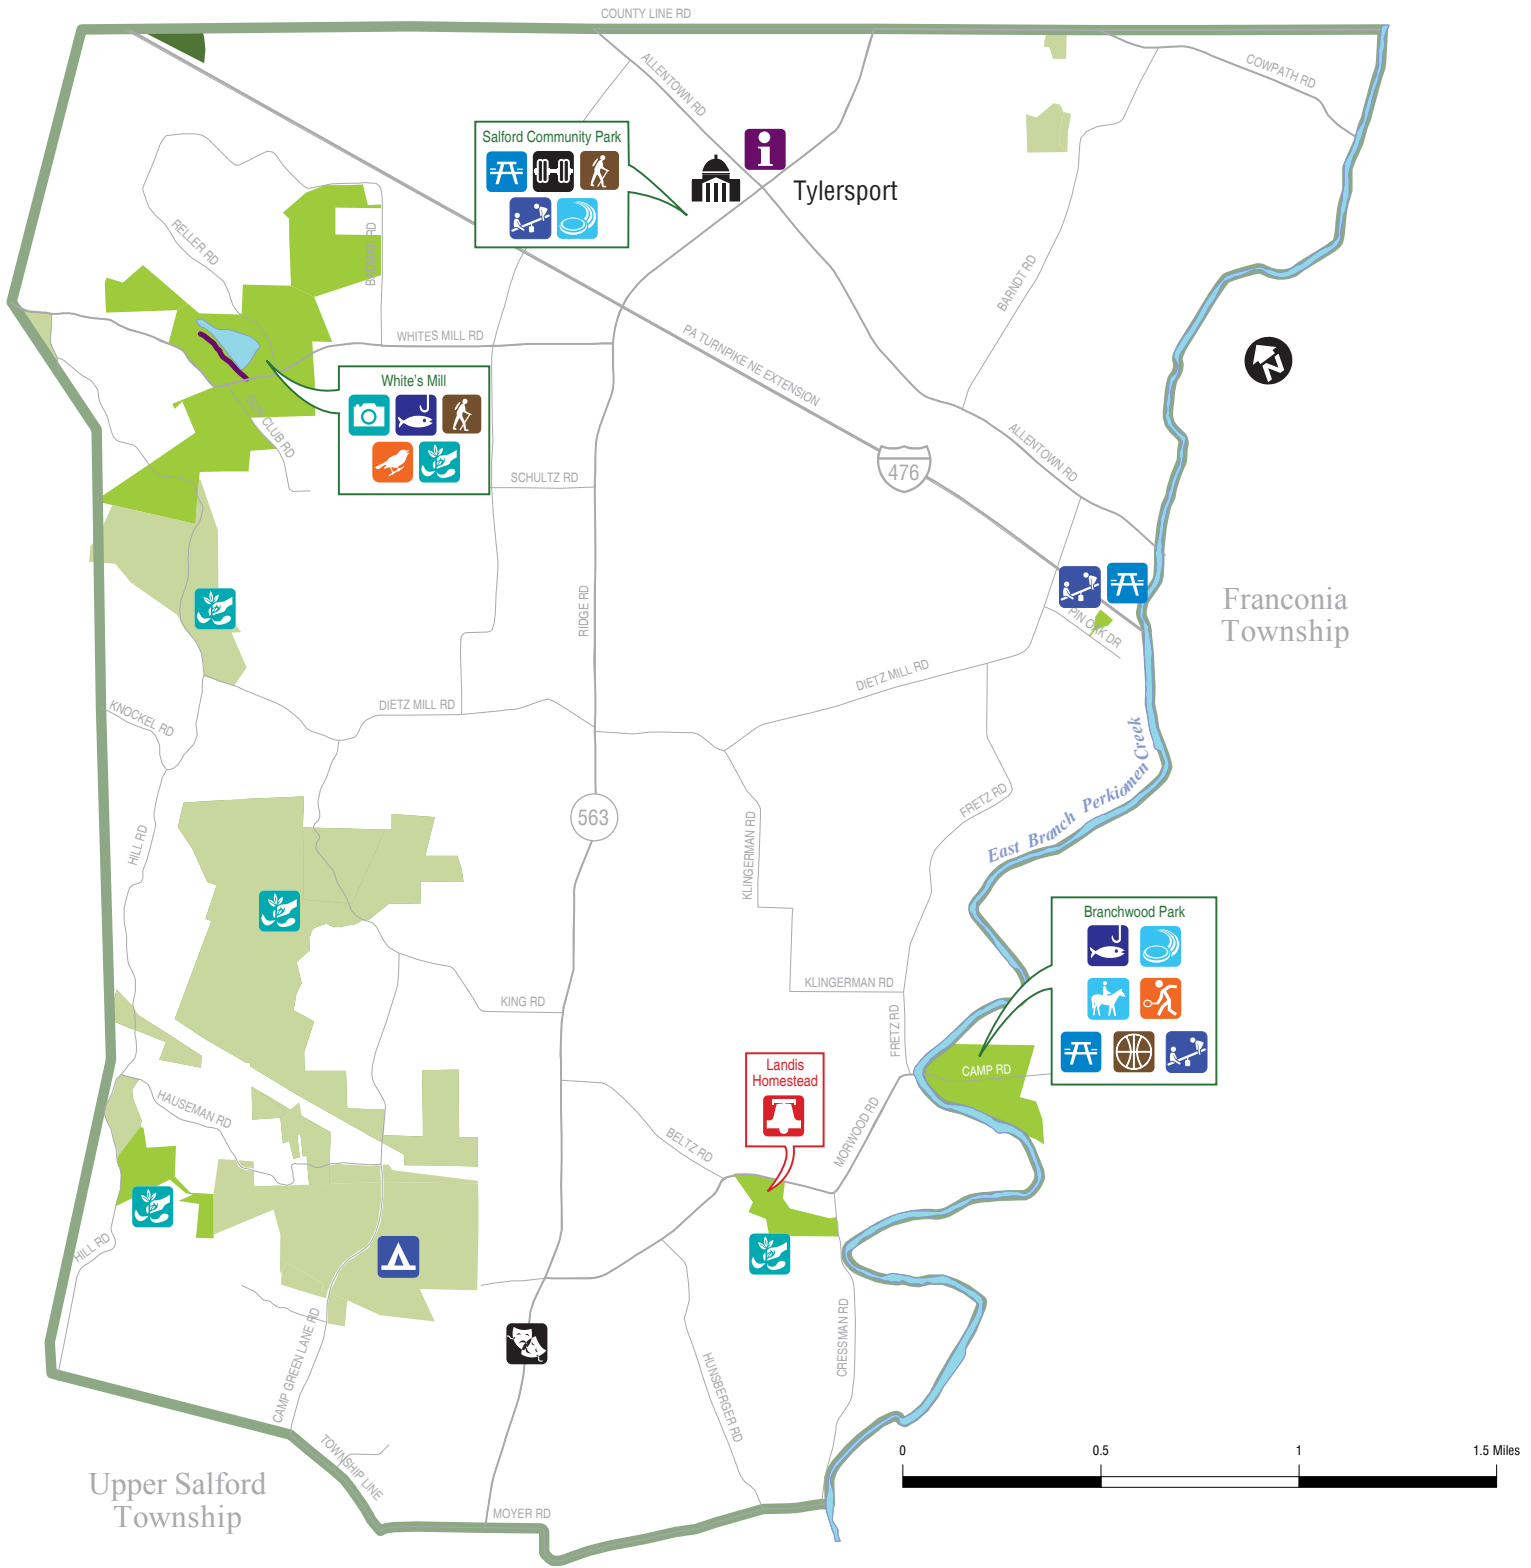 COUNTY LINE RD
ALLENTOWN RD
COWPATH RD
Salford Community Park
i
Tylersport
RELLER RD
BARNDT RD
WHITES MILL RD
PA TURNPIKE NE EXTENSION
N
White's Mill
CLUB RD
ALLENTOWN RD
476
SCHULTZ RD
RIDGE RD
PIN OAK DR
Franconia
Township
DIETZ MILL RD
DIETZ MILL RD
KNOCKEL RD
East Branch Perkiomen Creek
FRETZ RD
563
HILL RD
KLINGERMAN RD
Branchwood Park
KLINGERMAN RD
KING RD
FRETZ RD
CAMP RD
Landis
Homestead
HAUSEMAN RD
BELTZ RD
MORWOOD RD
HILL RD
CAMP GREEN LANE RD
HUNSBERGER RD
CRESSMAN RD
TOWNSHIP LINE
Upper Salford
Township
MOYER RD
0 0.5 1 1.5 Miles